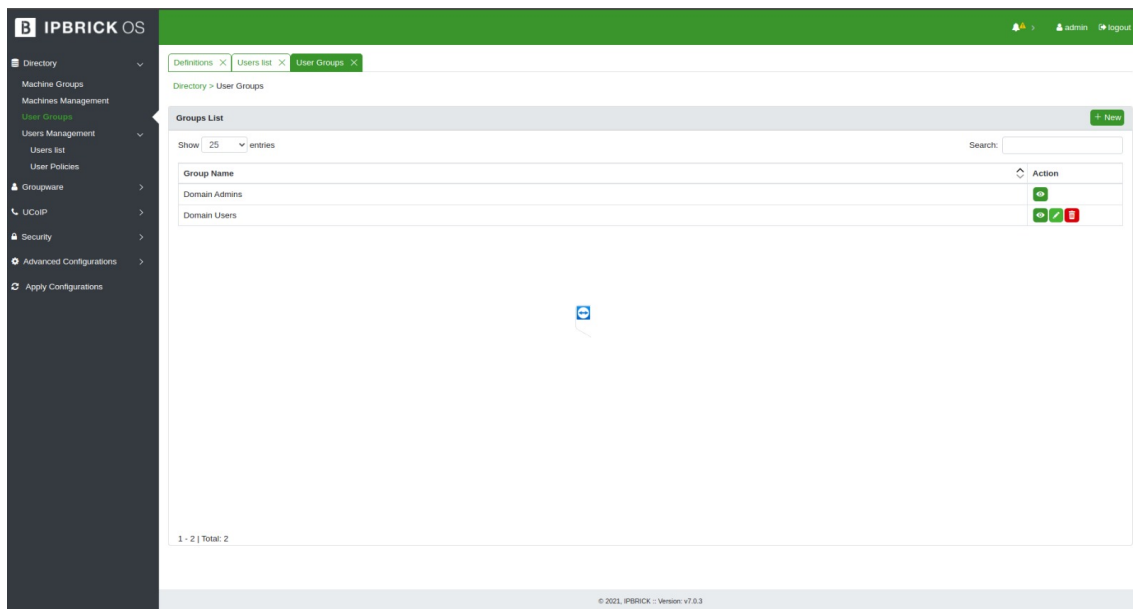 B IPBRICK OS
admin logout
Directory
Machine Groups
Machines Management
User Groups
Users Management
Users list
User Policies
Groupware
UCoIP
Security
Advanced Configurations
Apply Configurations
Definitions Users list User Groups
Directory > User Groups
Groups List
+ New
Show 25 entries
Search:
Group Name Action
Domain Admins
Domain Users
1 - 2 | Total: 2
© 2021, IPBRICK :: Version: v7.0.3